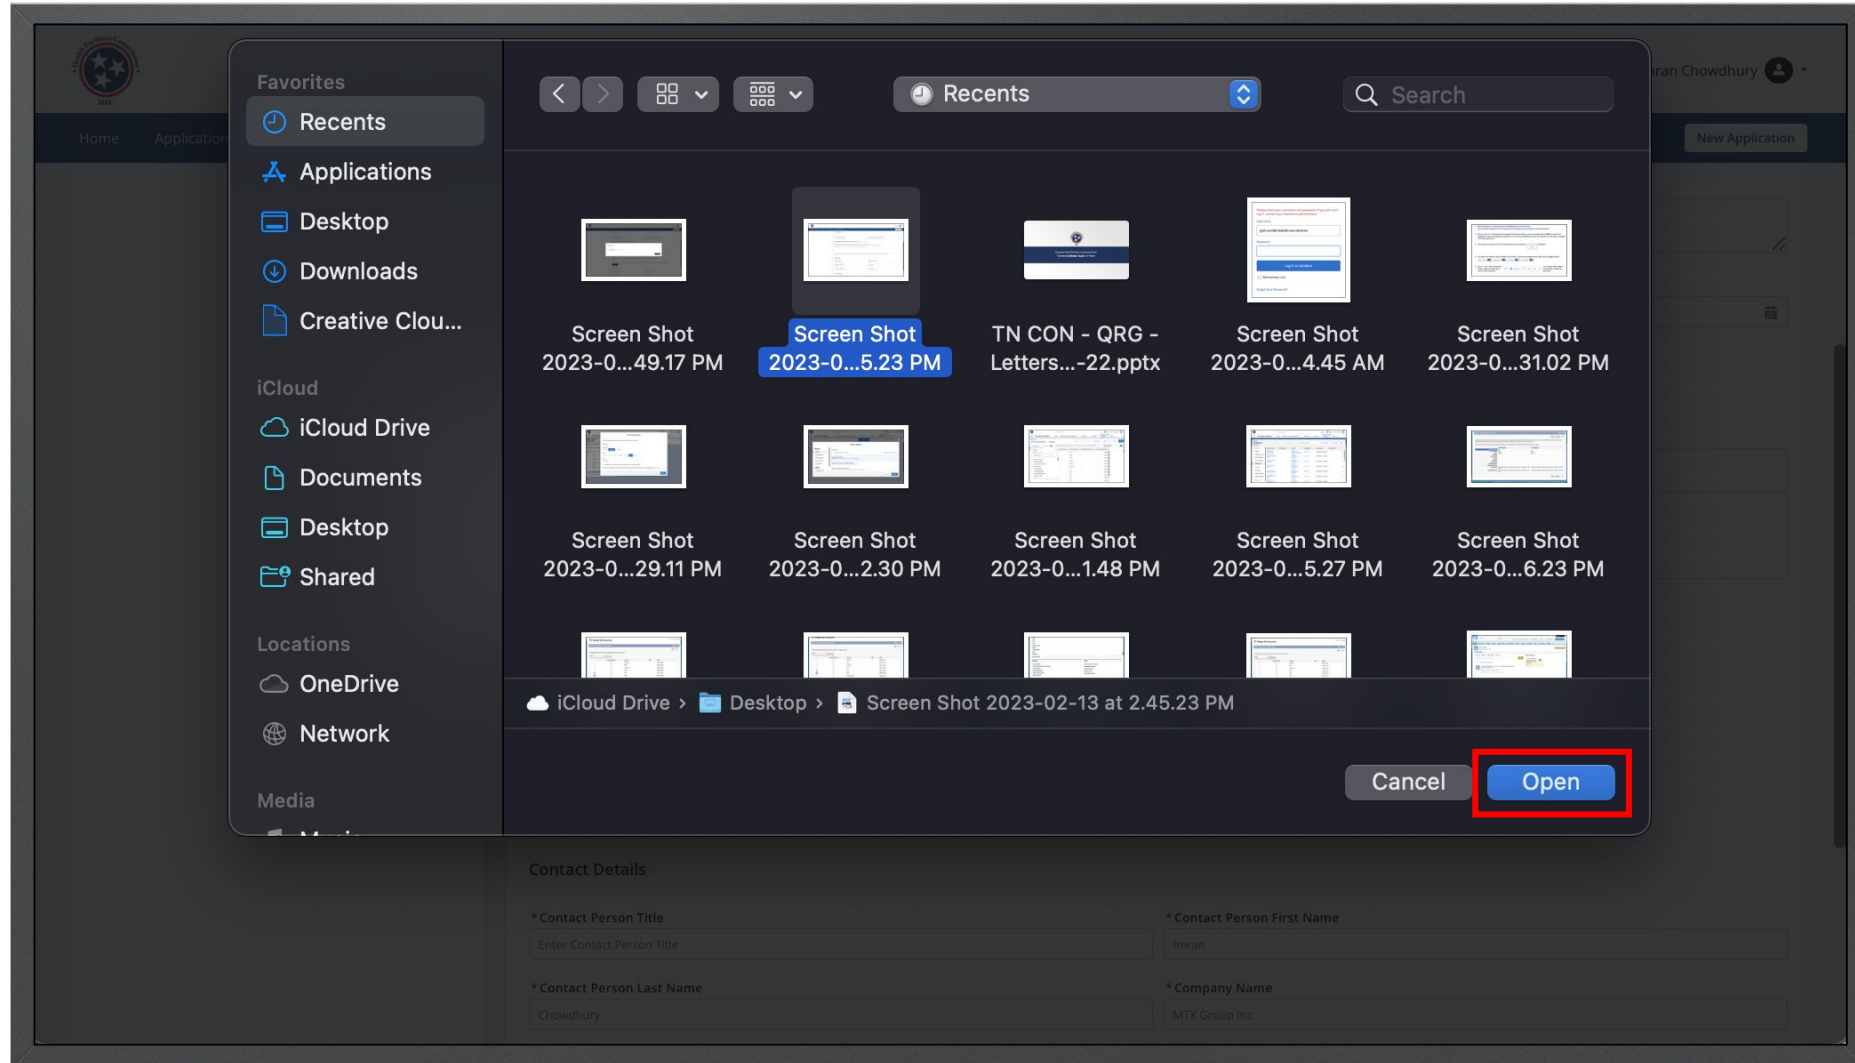 Imran Chowdhury
Home
Application
New Application
Favorites
Recents
Applications
Desktop
Downloads
Creative Clou...
iCloud
iCloud Drive
Documents
Desktop
Shared
Locations
OneDrive
Network
Media
Recents
Search
Screen Shot
2023-0...49.17 PM
Screen Shot
2023-0...5.23 PM
TN CON - QRG -
Letters...-22.pptx
Screen Shot
2023-0...4.45 AM
Screen Shot
2023-0...31.02 PM
Screen Shot
2023-0...29.11 PM
Screen Shot
2023-0...2.30 PM
Screen Shot
2023-0...1.48 PM
Screen Shot
2023-0...5.27 PM
Screen Shot
2023-0...6.23 PM
iCloud Drive › Desktop › Screen Shot 2023-02-13 at 2.45.23 PM
Cancel
Open
Contact Details
*Contact Person Title
Enter Contact Person Title
*Contact Person First Name
Imran
*Contact Person Last Name
Chowdhury
*Company Name
MTX Group Inc